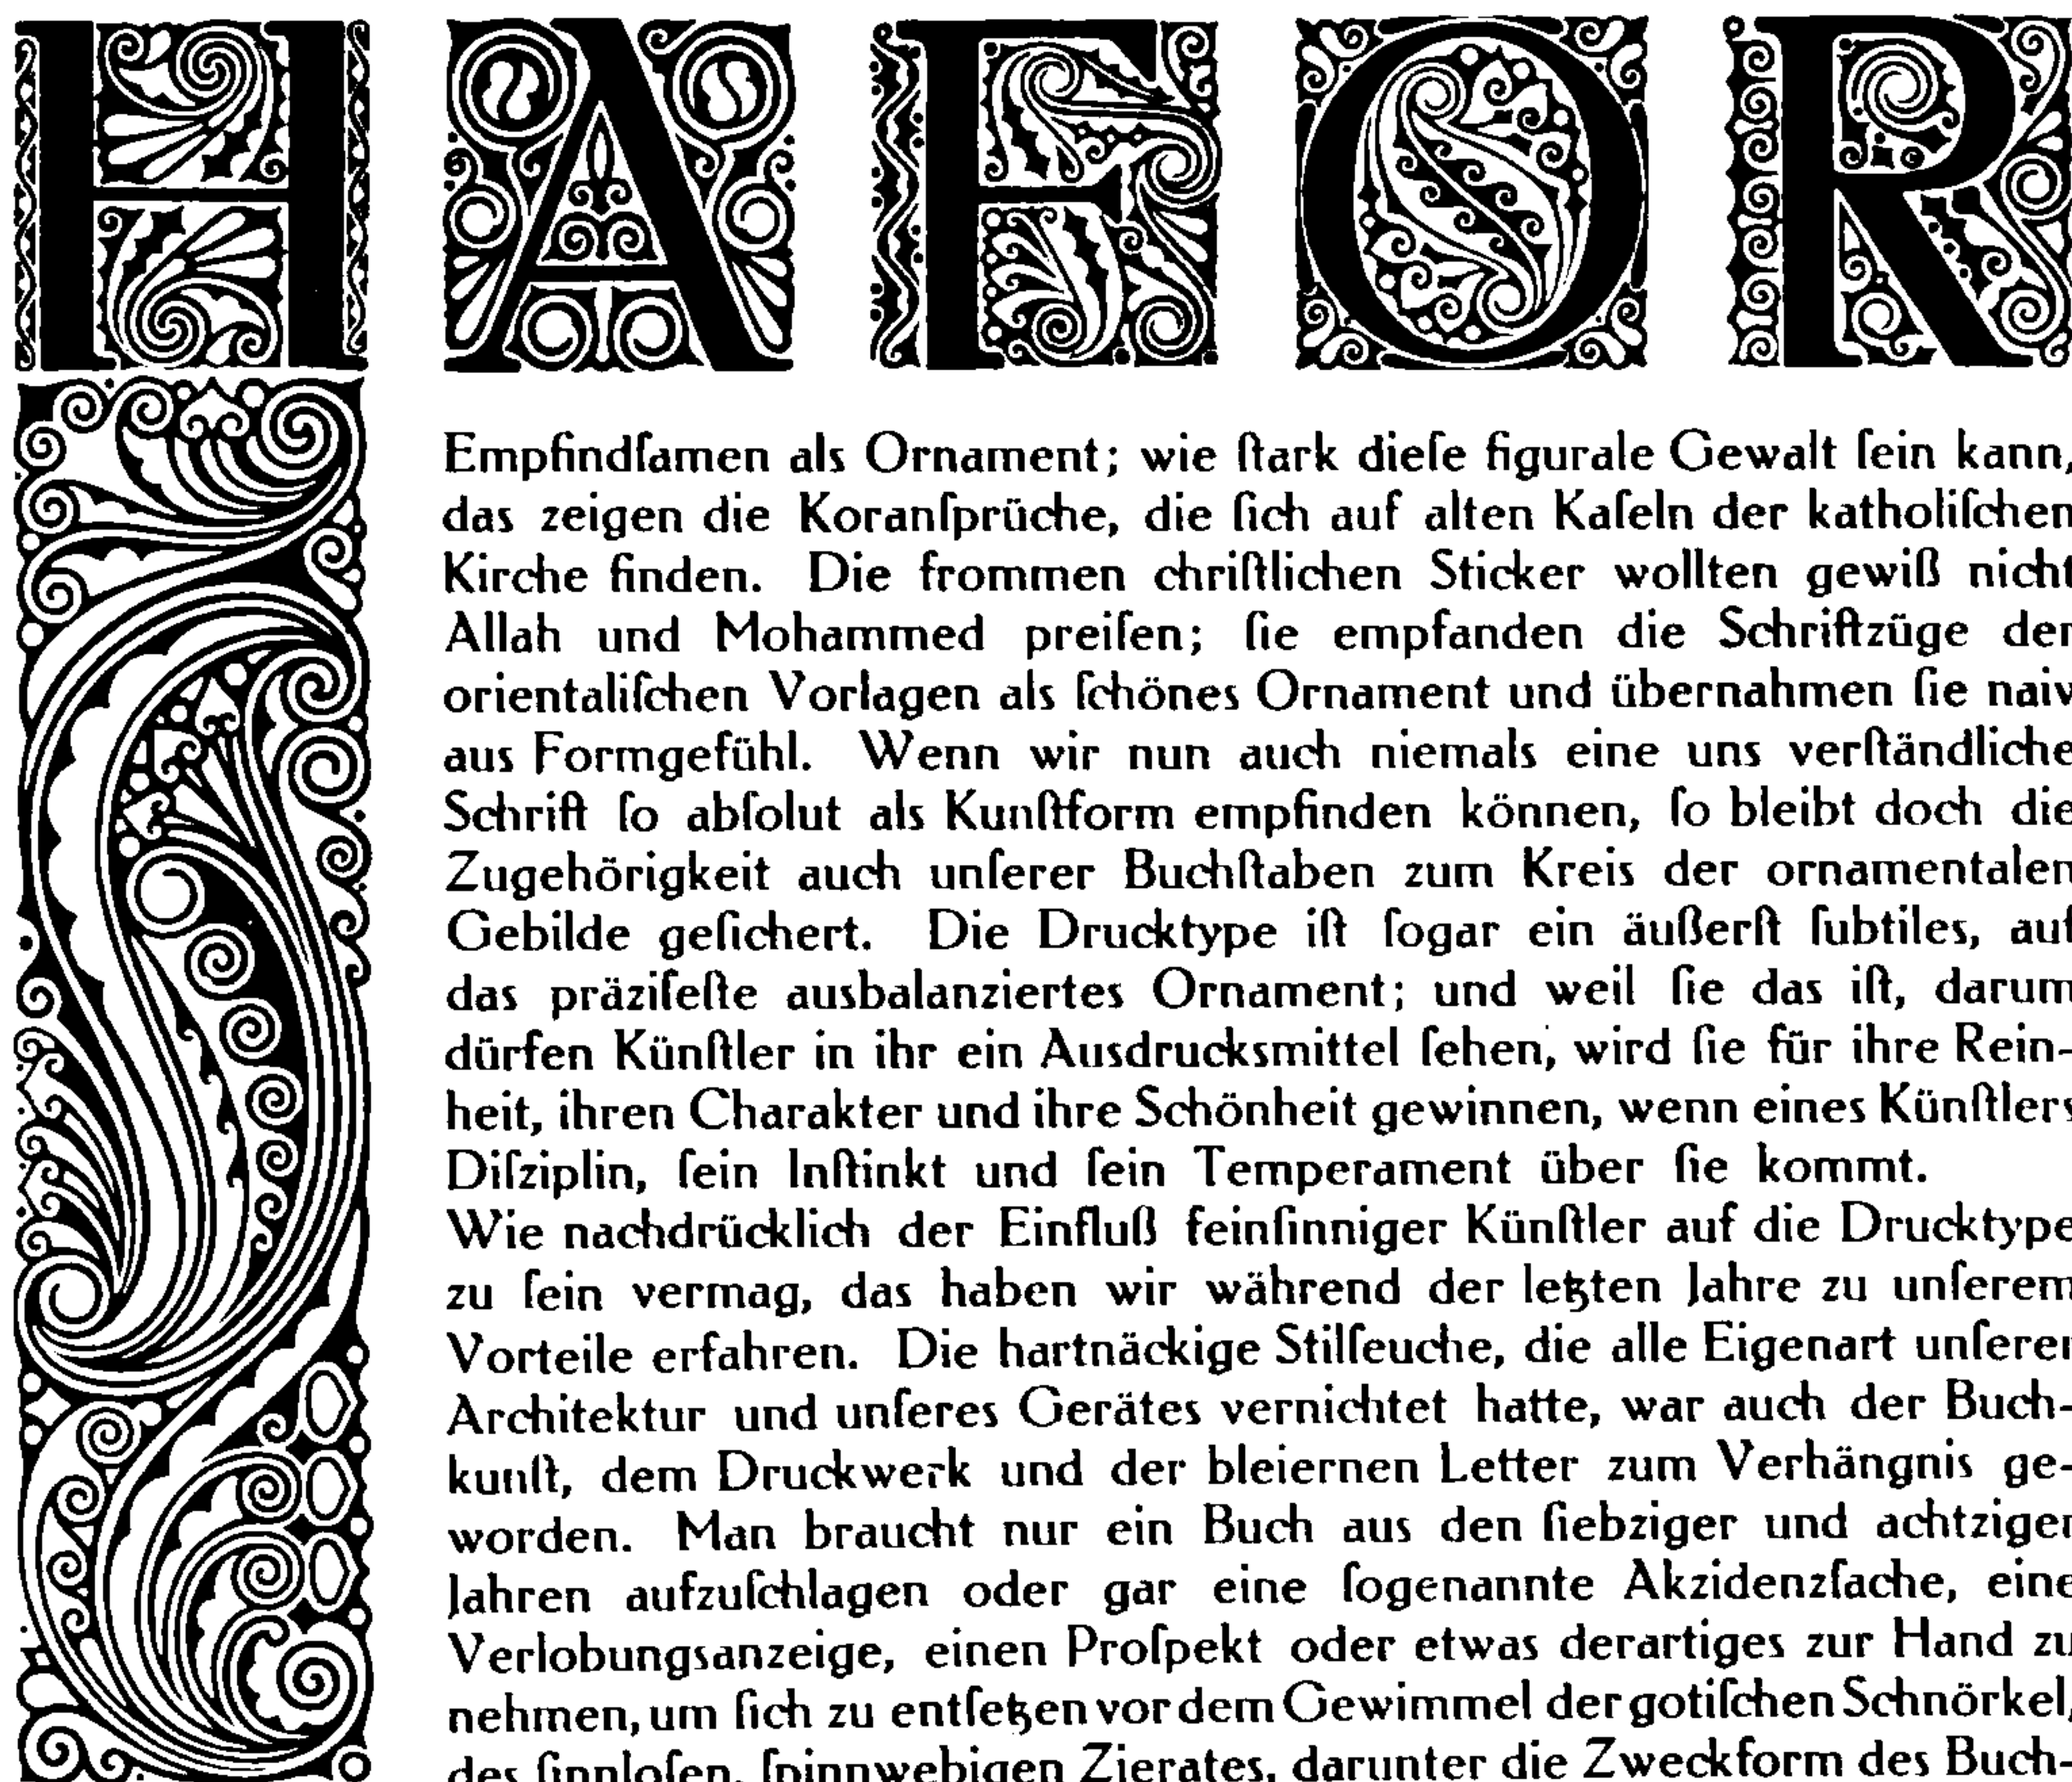 H A E O R
Empfindſamen als Ornament; wie ſtark dieſe figurale Gewalt ſein kann,
das zeigen die Koranſprüche, die ſich auf alten Kaſeln der katholiſchen
Kirche finden. Die frommen chriſtlichen Sticker wollten gewiß nicht
Allah und Mohammed preiſen; ſie empfanden die Schriftzüge der
orientaliſchen Vorlagen als ſchönes Ornament und übernahmen ſie naiv
aus Formgefühl. Wenn wir nun auch niemals eine uns verſtändliche
Schrift ſo abſolut als Kunſtform empfinden können, ſo bleibt doch die
Zugehörigkeit auch unſerer Buchſtaben zum Kreis der ornamentalen
Gebilde geſichert. Die Drucktype iſt ſogar ein äußerſt ſubtiles, auf
das präziſeſte ausbalanziertes Ornament; und weil ſie das iſt, darum
dürfen Künſtler in ihr ein Ausdrucksmittel ſehen, wird ſie für ihre Rein-
heit, ihren Charakter und ihre Schönheit gewinnen, wenn eines Künſtlers
Diſziplin, ſein Inſtinkt und ſein Temperament über ſie kommt.
Wie nachdrücklich der Einfluß feinſinniger Künſtler auf die Drucktype
zu ſein vermag, das haben wir während der letzten Jahre zu unſerem
Vorteile erfahren. Die hartnäckige Stilſeuche, die alle Eigenart unſerer
Architektur und unſeres Gerätes vernichtet hatte, war auch der Buch-
kunſt, dem Druckwerk und der bleiernen Letter zum Verhängnis ge-
worden. Man braucht nur ein Buch aus den ſiebziger und achtziger
Jahren aufzuſchlagen oder gar eine ſogenannte Akzidenzſache, eine
Verlobungsanzeige, einen Proſpekt oder etwas derartiges zur Hand zu
nehmen, um ſich zu entſetzen vor dem Gewimmel der gotiſchen Schnörkel,
des ſinnloſen, ſpinnwebigen Zierates, darunter die Zweckform des Buch-